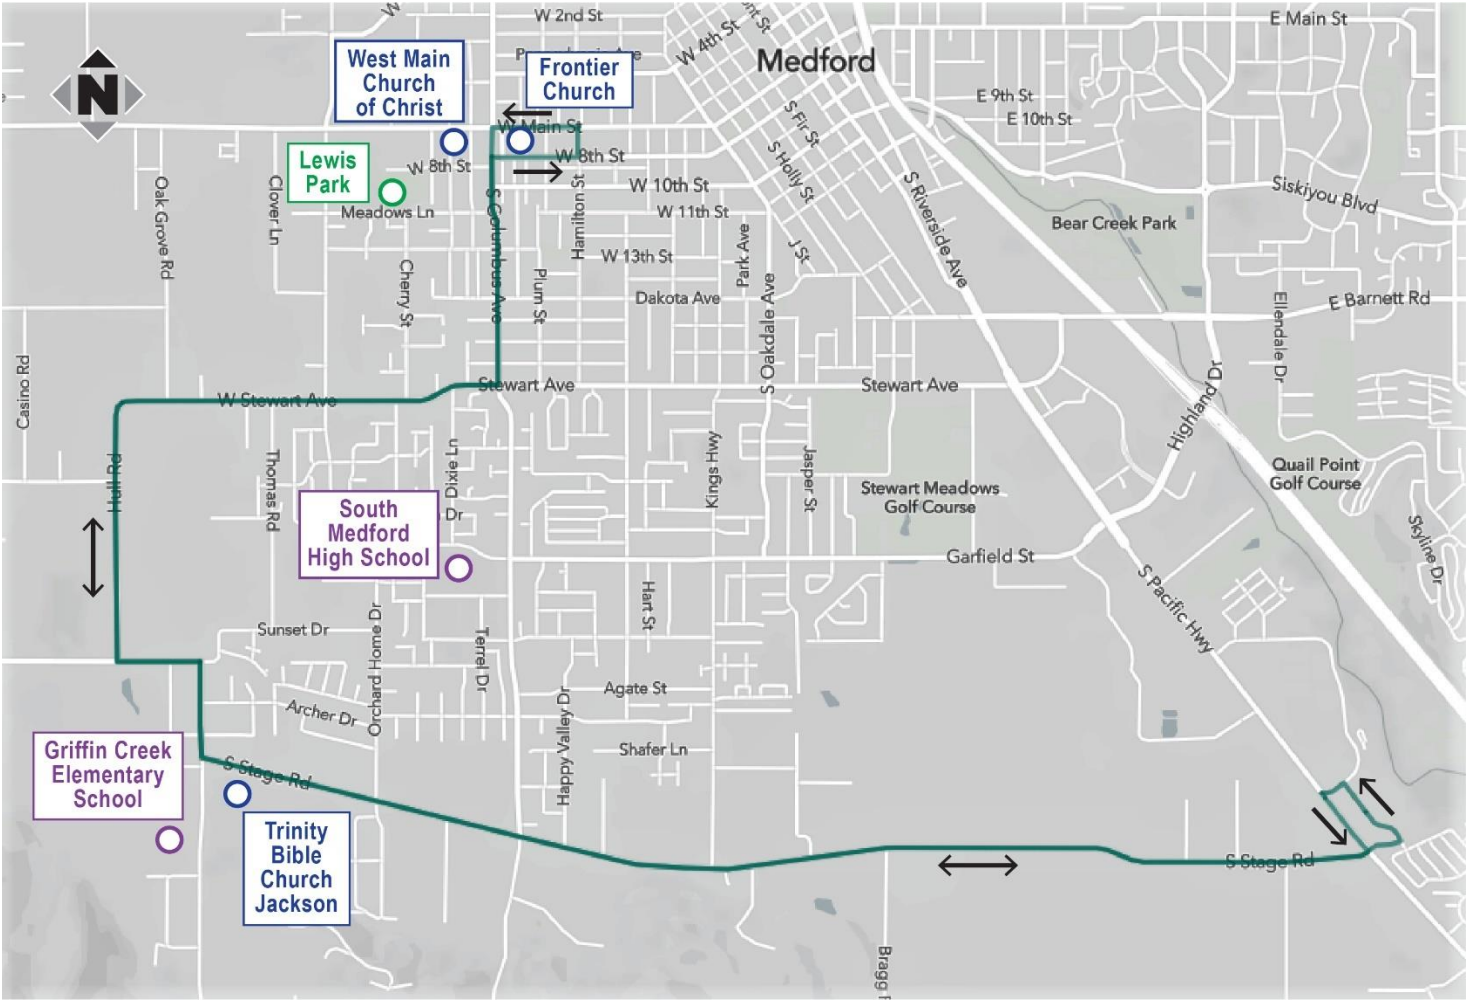 W 2nd St
W 4th St
E Main St
Medford
West Main
Church
of Christ
Frontier
Church
N
E 9th St
E 10th St
W Main St
S Fir St
W 8th St
W 8th St
Lewis
Park
S Holly St
W 10th St
Meadows Ln
W 11th St
Siskiyou Blvd
Bear Creek Park
S Riverside Ave
Oak Grove Rd
Clover Ln
S Columbus Ave
Hamilton St
W 13th St
Park Ave
J St
Cherry St
Plum St
Dakota Ave
S Oakdale Ave
E Barnett Rd
Ellendale Dr
Casino Rd
Stewart Ave
Stewart Ave
W Stewart Ave
Highland Dr
Hull Rd
Thomas Rd
Dixie Ln
Dr
Kings Hwy
Jasper St
Stewart Meadows
Golf Course
Quail Point
Golf Course
Skyline Dr
South
Medford
High School
Garfield St
S Pacific Hwy
Hart St
Sunset Dr
Orchard Home Dr
Terrel Dr
Agate St
Archer Dr
Happy Valley Dr
Shafer Ln
Griffin Creek
Elementary
School
S Stage Rd
Trinity
Bible
Church
Jackson
S Stage Rd
Bragg